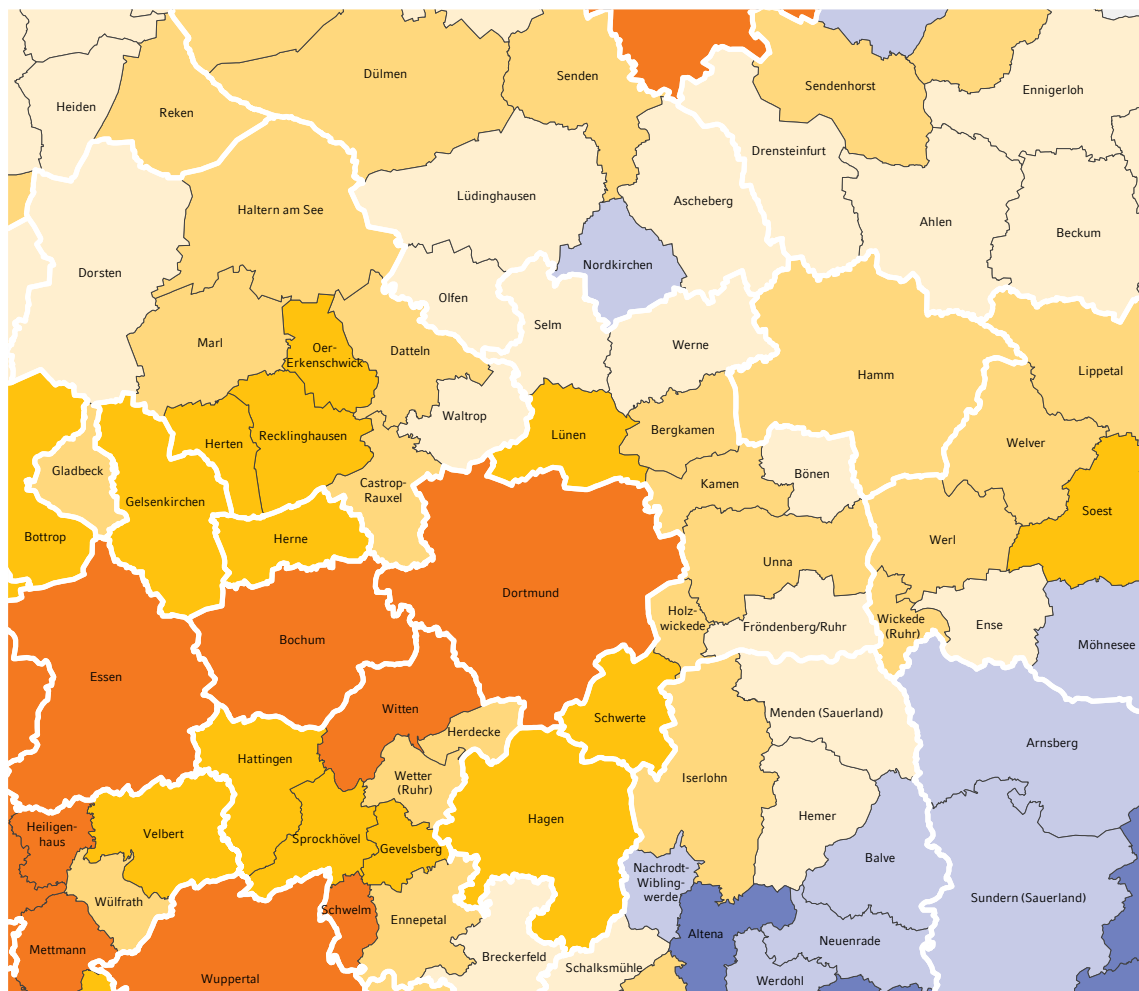 Dülmen
Senden
Sendenhorst
Ennigerloh
Heiden
Reken
Drensteinfurt
Lüdinghausen
Ascheberg
Haltern am See
Ahlen
Beckum
Nordkirchen
Dorsten
Olfen
Selm
Marl
Oer-
Erkenschwick
Datteln
Werne
Hamm
Lippetal
Waltrop
Herten
Recklinghausen
Lünen
Bergkamen
Welver
Gladbeck
Bönen
Gelsenkirchen
Castrop-
Rauxel
Kamen
Soest
Bottrop
Herne
Werl
Unna
Dortmund
Holz-
wickede
Fröndenberg/Ruhr
Wickede
(Ruhr)
Ense
Bochum
Möhnesee
Essen
Witten
Schwerte
Menden (Sauerland)
Herdecke
Arnsberg
Hattingen
Wetter
(Ruhr)
Iserlohn
Heiligen-
haus
Velbert
Sprockhövel
Gevelsberg
Hagen
Hemer
Balve
Nachrodt-
Wibling-
werde
Wülfrath
Schwelm
Ennepetal
Sundern (Sauerland)
Altena
Neuenrade
Mettmann
Breckerfeld
Schalksmühle
Wuppertal
Werdohl